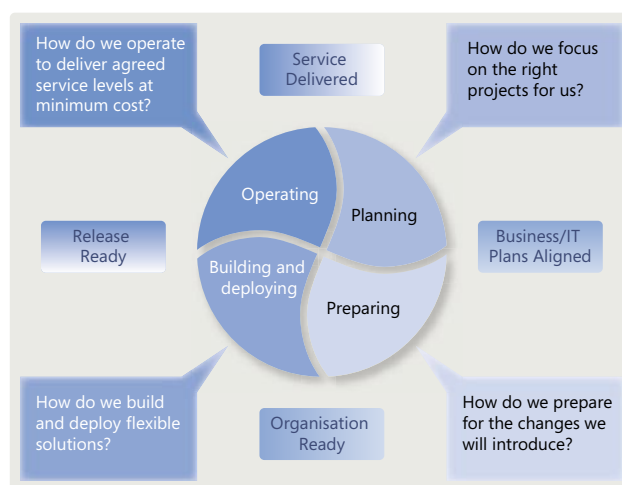 How do we operate
to deliver agreed
service levels at
minimum cost?
Service
Delivered
How do we focus
on the right
projects for us?
Operating
Planning
Release
Ready
Business/IT
Plans Aligned
Building and
deploying
Preparing
How do we build
and deploy flexible
solutions?
Organisation
Ready
How do we prepare
for the changes we
will introduce?